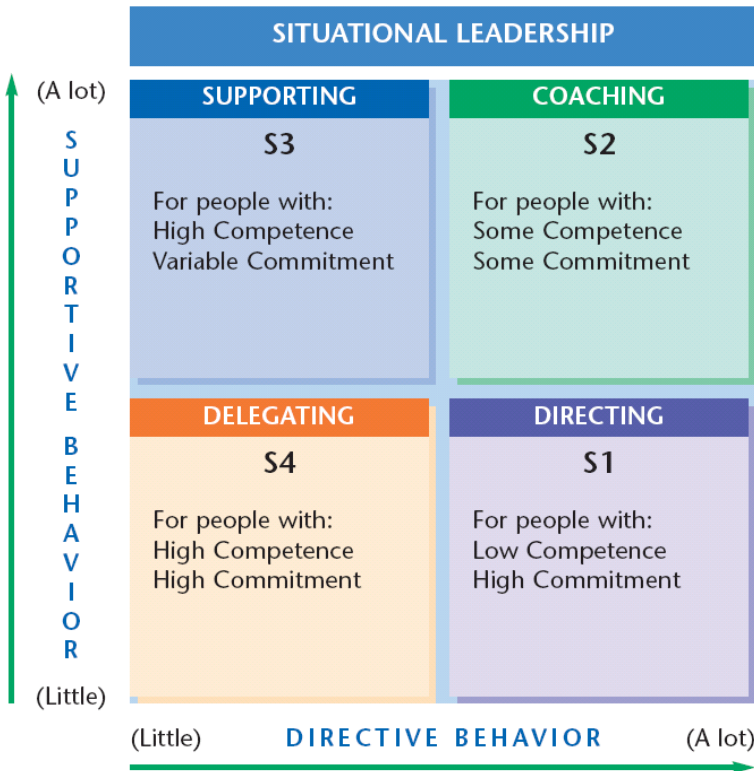 SITUATIONAL LEADERSHIP
(A lot)
SUPPORTIVE BEHAVIOR
(Little)
SUPPORTING
S3
For people with:
High Competence
Variable Commitment
COACHING
S2
For people with:
Some Competence
Some Commitment
DELEGATING
S4
For people with:
High Competence
High Commitment
DIRECTING
S1
For people with:
Low Competence
High Commitment
(Little) DIRECTIVE BEHAVIOR (A lot)